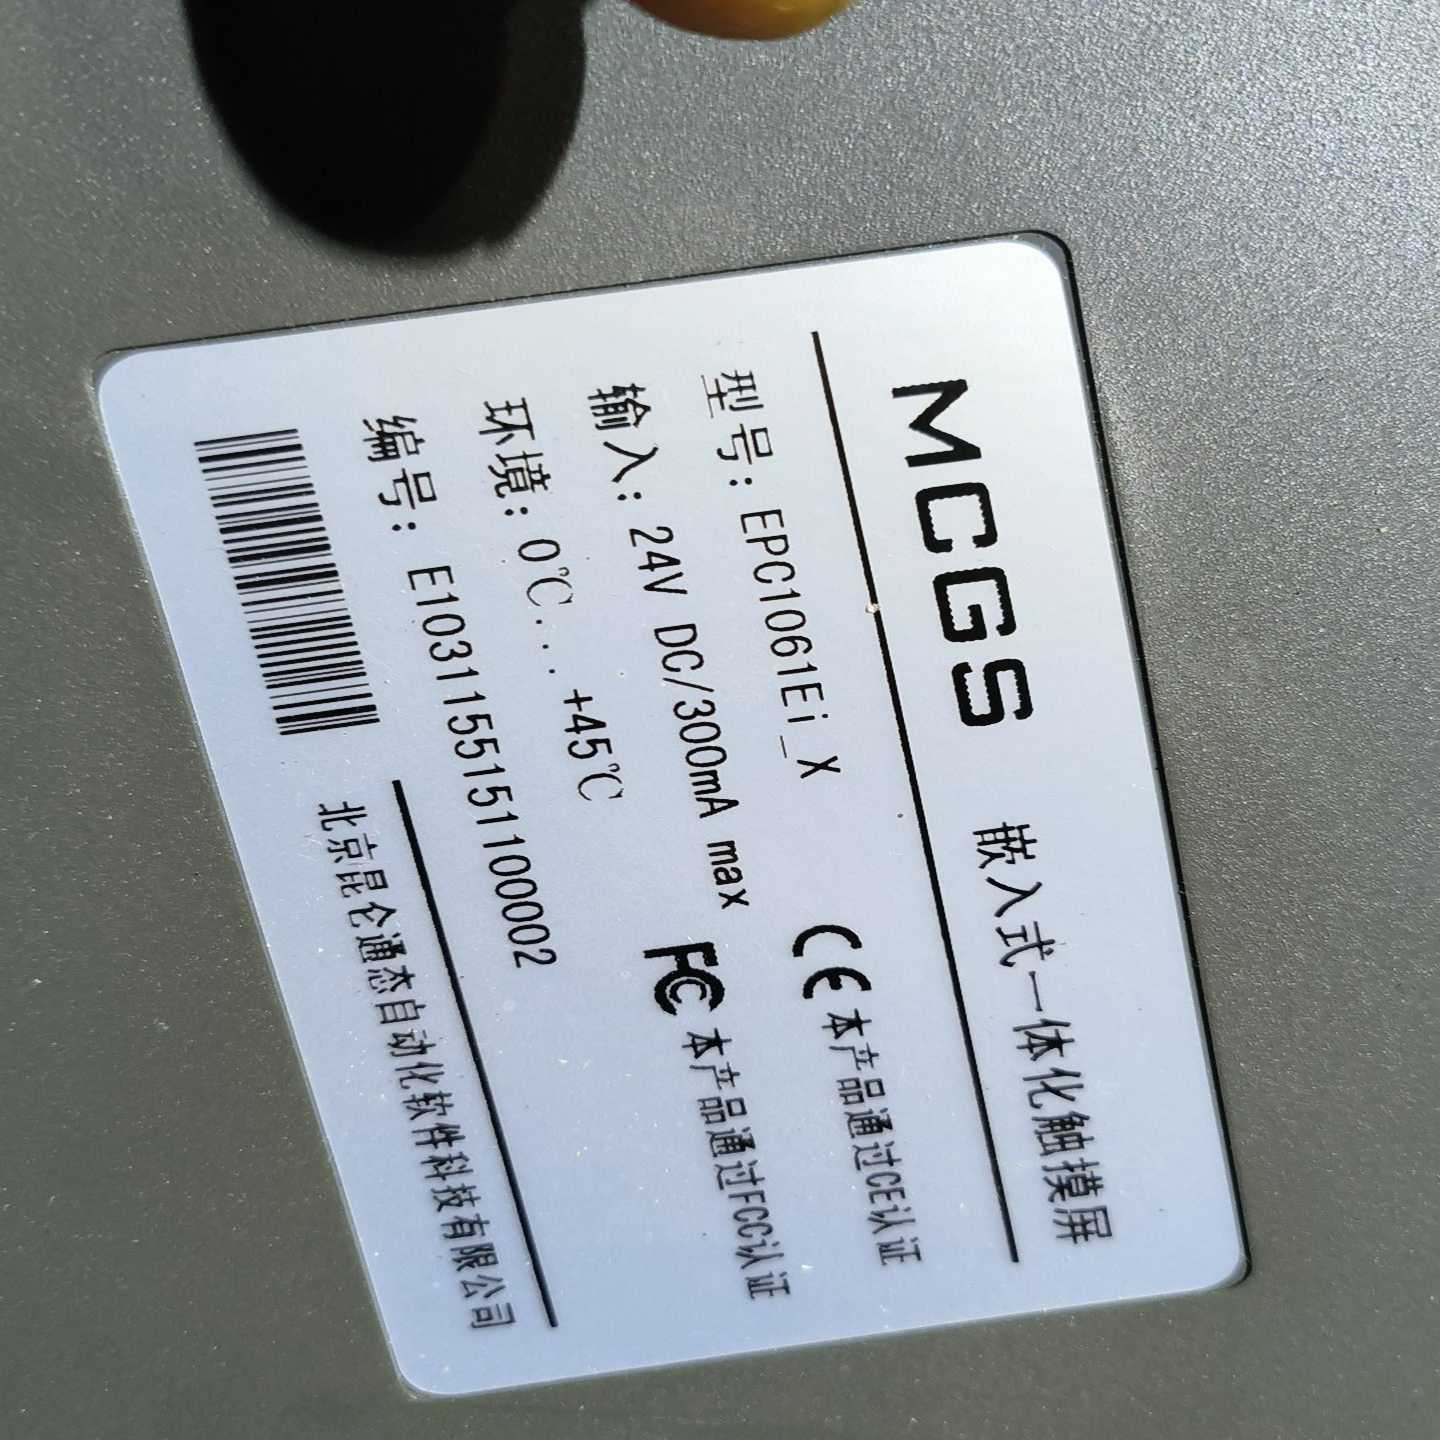 MCGS 嵌入式一体化触摸屏
型号: EPC1061Ei_X
CE 本产品通过CE认证
输入: 24V DC/300mA max
FC 本产品通过FCC认证
环境: 0℃...+45℃
编号: E1031155151100002
北京昆仑通态自动化软件科技有限公司